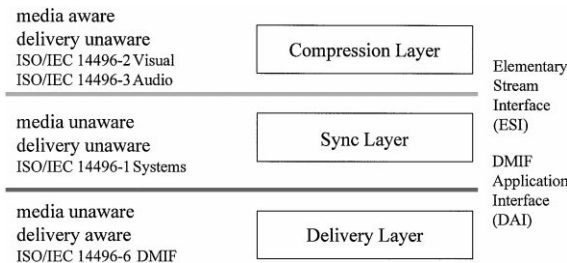 media aware
delivery unaware
ISO/IEC 14496-2 Visual
ISO/IEC 14496-3 Audio
Compression Layer
Elementary
Stream
Interface
(ESI)
media unaware
delivery unaware
ISO/IEC 14496-1 Systems
Sync Layer
DMIF
Application
Interface
(DAI)
media unaware
delivery aware
ISO/IEC 14496-6 DMIF
Delivery Layer